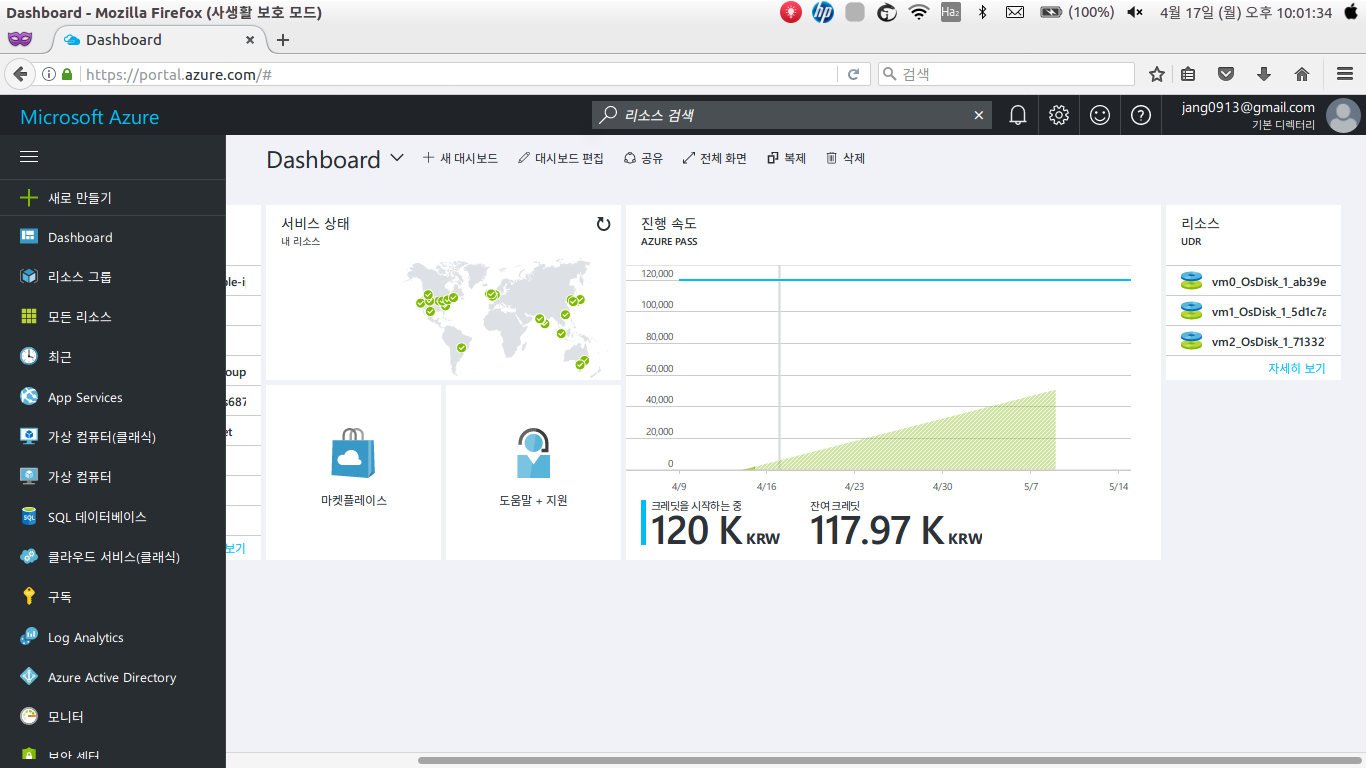 Dashboard - Mozilla Firefox (사생활 보호 모드)
(100%)
4월 17일 (월) 오후 10:01:34
Dashboard
https://portal.azure.com/#
검색
Microsoft Azure
리소스 검색
jang0913@gmail.com
기본 디렉터리
새로 만들기
Dashboard
리소스 그룹
모든 리소스
최근
App Services
가상 컴퓨터(클래식)
가상 컴퓨터
SQL 데이터베이스
클라우드 서비스(클래식)
구독
Log Analytics
Azure Active Directory
모니터
보안 센터
Dashboard
새 대시보드
대시보드 편집
공유
전체 화면
복제
삭제
ble-i
oup
s687
et
보기
서비스 상태
내 리소스
마켓플레이스
도움말 + 지원
진행 속도
AZURE PASS
120,000
100,000
80,000
60,000
40,000
20,000
0
4/9 4/16 4/23 4/30 5/7 5/14
크레딧을 시작하는 중
120 K KRW
잔여 크레딧
117.97 K KRW
리소스
UDR
vm0_OsDisk_1_ab39e
vm1_OsDisk_1_5d1c7a
vm2_OsDisk_1_71332
자세히 보기